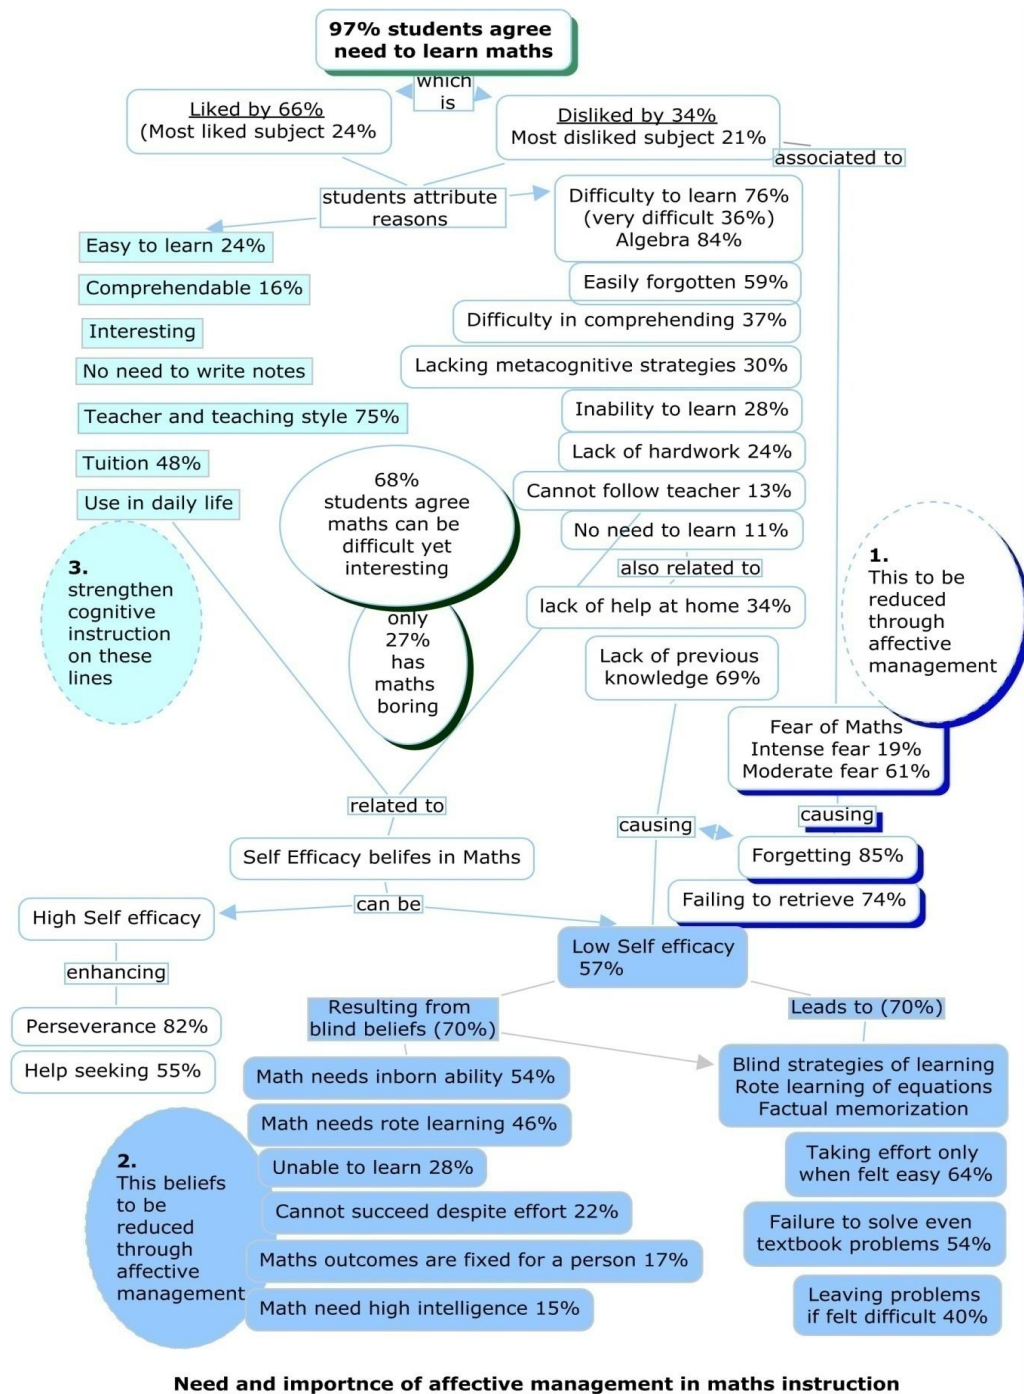 97% students agree
need to learn maths
which
is
Liked by 66%
(Most liked subject 24%
Disliked by 34%
Most disliked subject 21%
associated to
students attribute
reasons
Easy to learn 24%
Comprehendable 16%
Interesting
No need to write notes
Teacher and teaching style 75%
Tuition 48%
Use in daily life
Difficulty to learn 76%
(very difficult 36%)
Algebra 84%
Easily forgotten 59%
Difficulty in comprehending 37%
Lacking metacognitive strategies 30%
Inability to learn 28%
Lack of hardwork 24%
Cannot follow teacher 13%
No need to learn 11%
also related to
lack of help at home 34%
Lack of previous
knowledge 69%
68%
students agree
maths can be
difficult yet
interesting
only
27%
has
maths
boring
3.
strengthen
cognitive
instruction
on these
lines
1.
This to be
reduced
through
affective
management
Fear of Maths
Intense fear 19%
Moderate fear 61%
causing
causing
Forgetting 85%
Failing to retrieve 74%
related to
Self Efficacy belifes in Maths
can be
High Self efficacy
enhancing
Perseverance 82%
Help seeking 55%
Low Self efficacy
57%
Resulting from
blind beliefs (70%)
Leads to (70%)
Math needs inborn ability 54%
Math needs rote learning 46%
Unable to learn 28%
Cannot succeed despite effort 22%
Maths outcomes are fixed for a person 17%
Math need high intelligence 15%
2.
This beliefs
to be
reduced
through
affective
management
Blind strategies of learning
Rote learning of equations
Factual memorization
Taking effort only
when felt easy 64%
Failure to solve even
textbook problems 54%
Leaving problems
if felt difficult 40%
Need and importnce of affective management in maths instruction